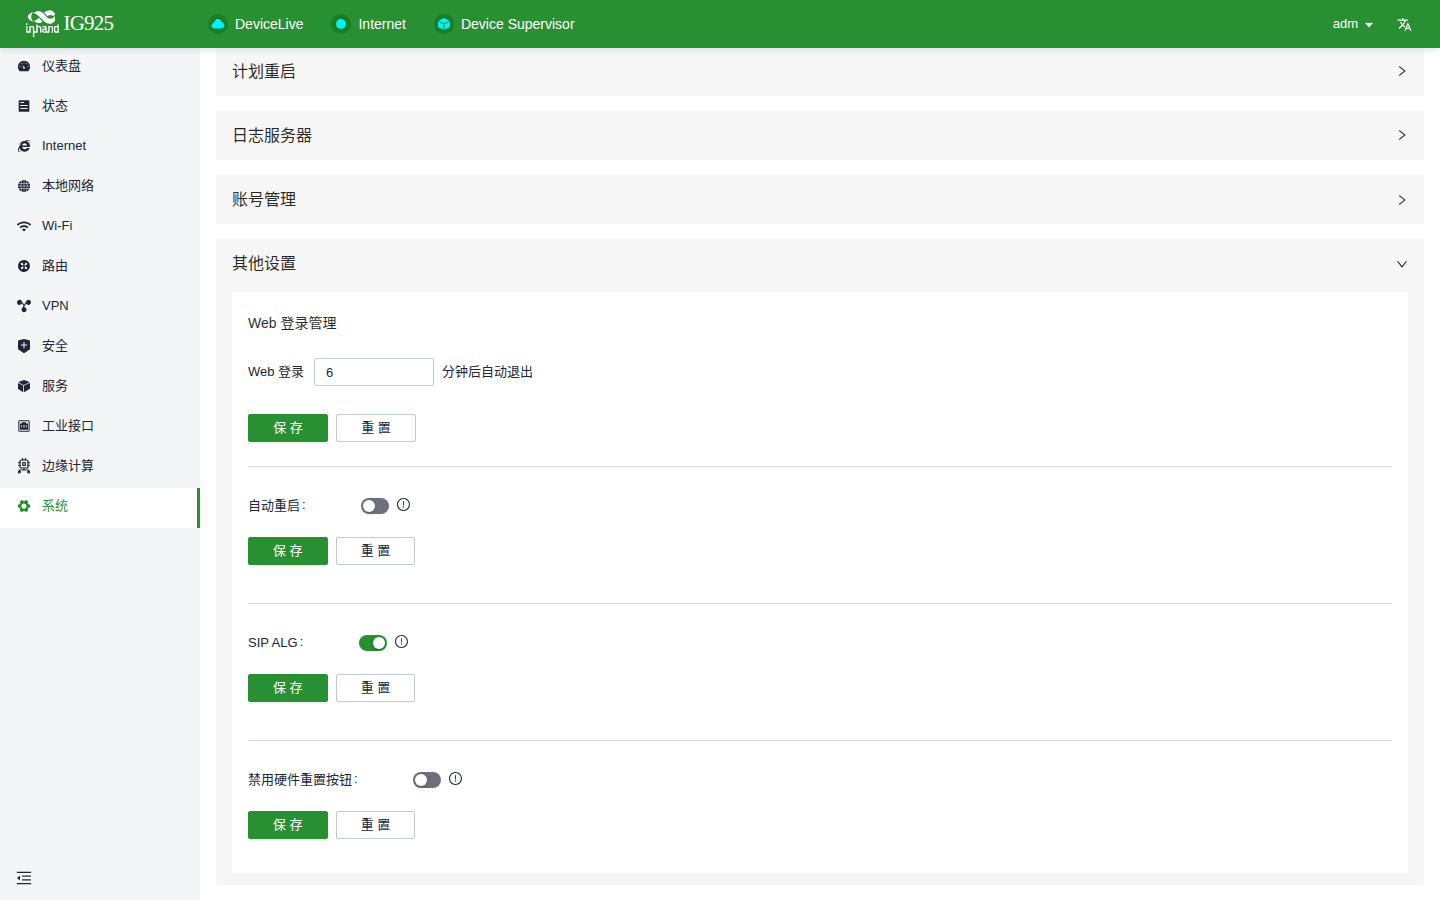 inhand IG925
DeviceLive
Internet
Device Supervisor
adm
仪表盘
状态
Internet
本地网络
Wi-Fi
路由
VPN
安全
服务
工业接口
边缘计算
系统
计划重启
日志服务器
账号管理
其他设置
Web 登录管理
Web 登录 6 分钟后自动退出
保 存 重 置
自动重启：
保 存 重 置
SIP ALG：
保 存 重 置
禁用硬件重置按钮：
保 存 重 置